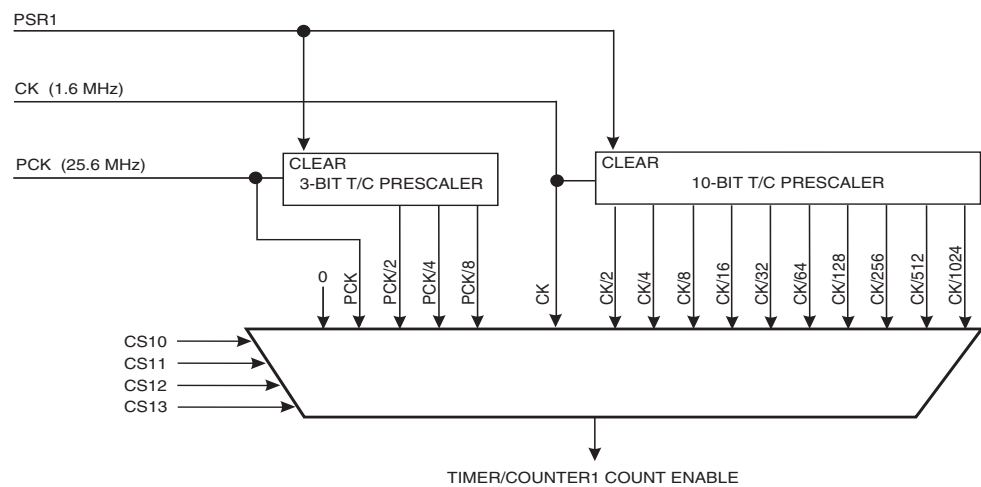 PSR1
CK (1.6 MHz)
PCK (25.6 MHz)
CLEAR
3-BIT T/C PRESCALER
CLEAR
10-BIT T/C PRESCALER
0
PCK
PCK/2
PCK/4
PCK/8
CK
CK/2
CK/4
CK/8
CK/16
CK/32
CK/64
CK/128
CK/256
CK/512
CK/1024
CS10
CS11
CS12
CS13
TIMER/COUNTER1 COUNT ENABLE